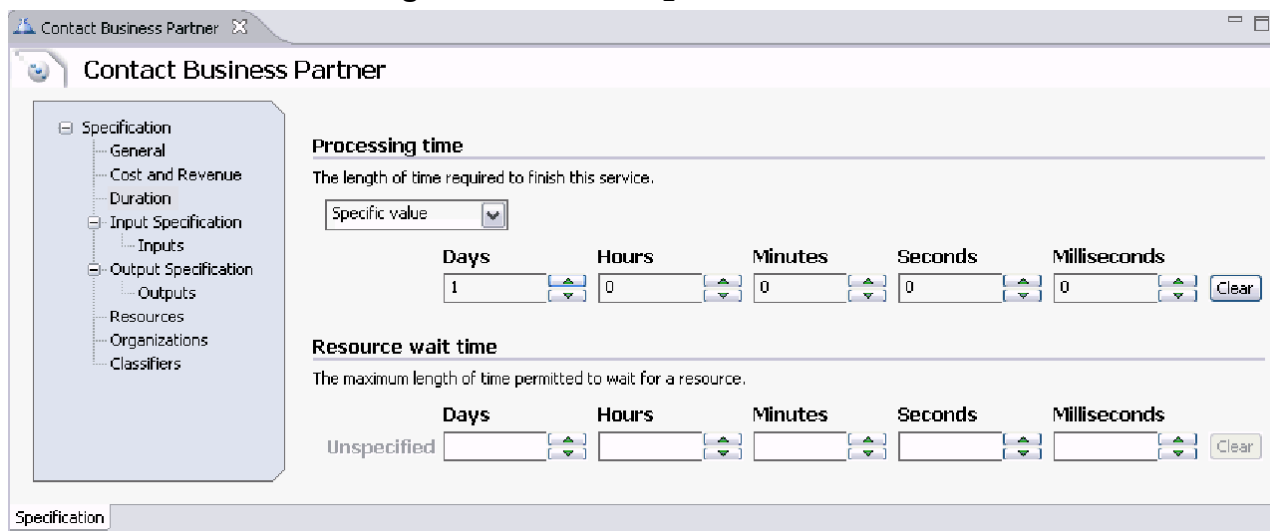 Contact Business Partner
Contact Business Partner
Specification
General
Cost and Revenue
Duration
Input Specification
Inputs
Output Specification
Outputs
Resources
Organizations
Classifiers
Processing time
The length of time required to finish this service.
Specific value
Days Hours Minutes Seconds Milliseconds
1 0 0 0 0 Clear
Resource wait time
The maximum length of time permitted to wait for a resource.
Days Hours Minutes Seconds Milliseconds
Unspecified Clear
Specification